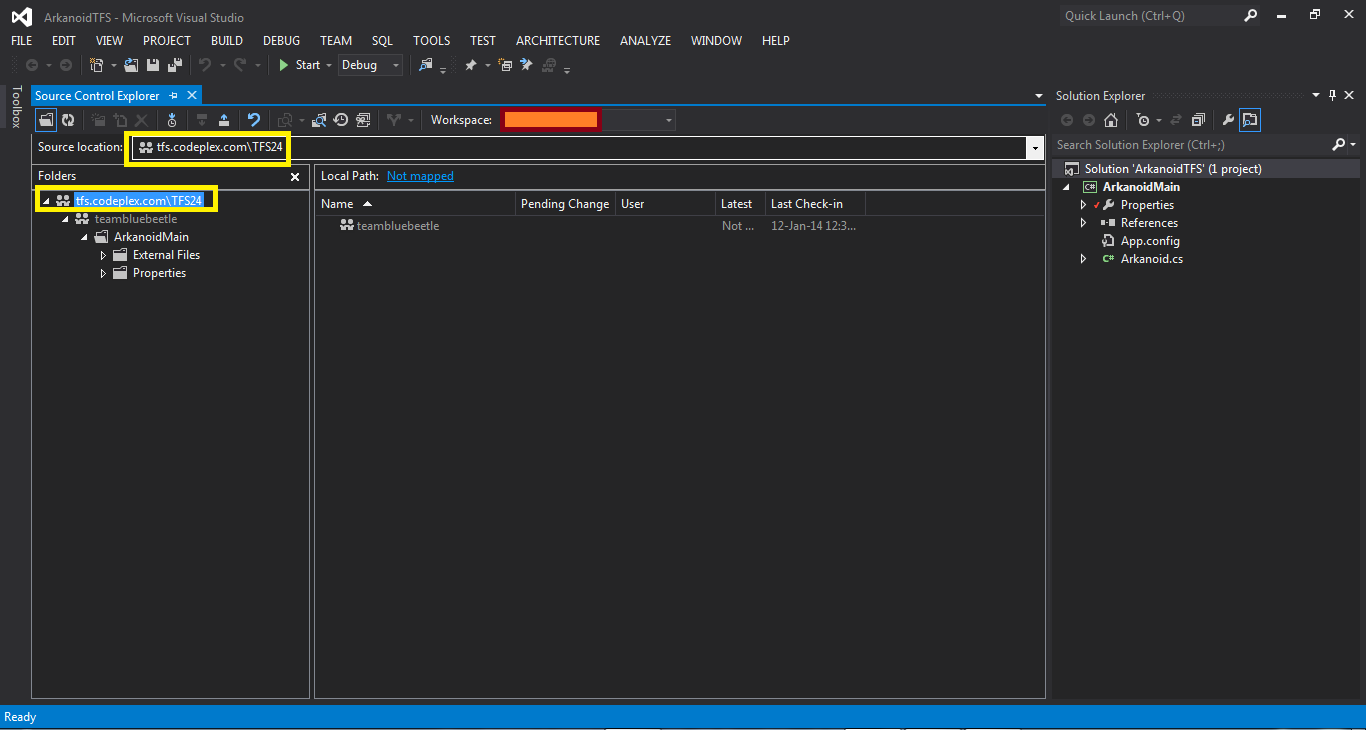 ArkanoidTFS - Microsoft Visual Studio
Quick Launch (Ctrl+Q)
FILE EDIT VIEW PROJECT BUILD DEBUG TEAM SQL TOOLS TEST ARCHITECTURE ANALYZE WINDOW HELP
Start Debug
Toolbox
Source Control Explorer
Solution Explorer
Workspace:
Source location: tfs.codeplex.com\TFS24
Search Solution Explorer (Ctrl+;)
Folders
Local Path: Not mapped
Solution 'ArkanoidTFS' (1 project)
ArkanoidMain
Properties
References
App.config
C# Arkanoid.cs
tfs.codeplex.com\TFS24
teambluebeetle
ArkanoidMain
External Files
Properties
Name Pending Change User Latest Last Check-in
teambluebeetle Not ... 12-Jan-14 12:3...
Ready